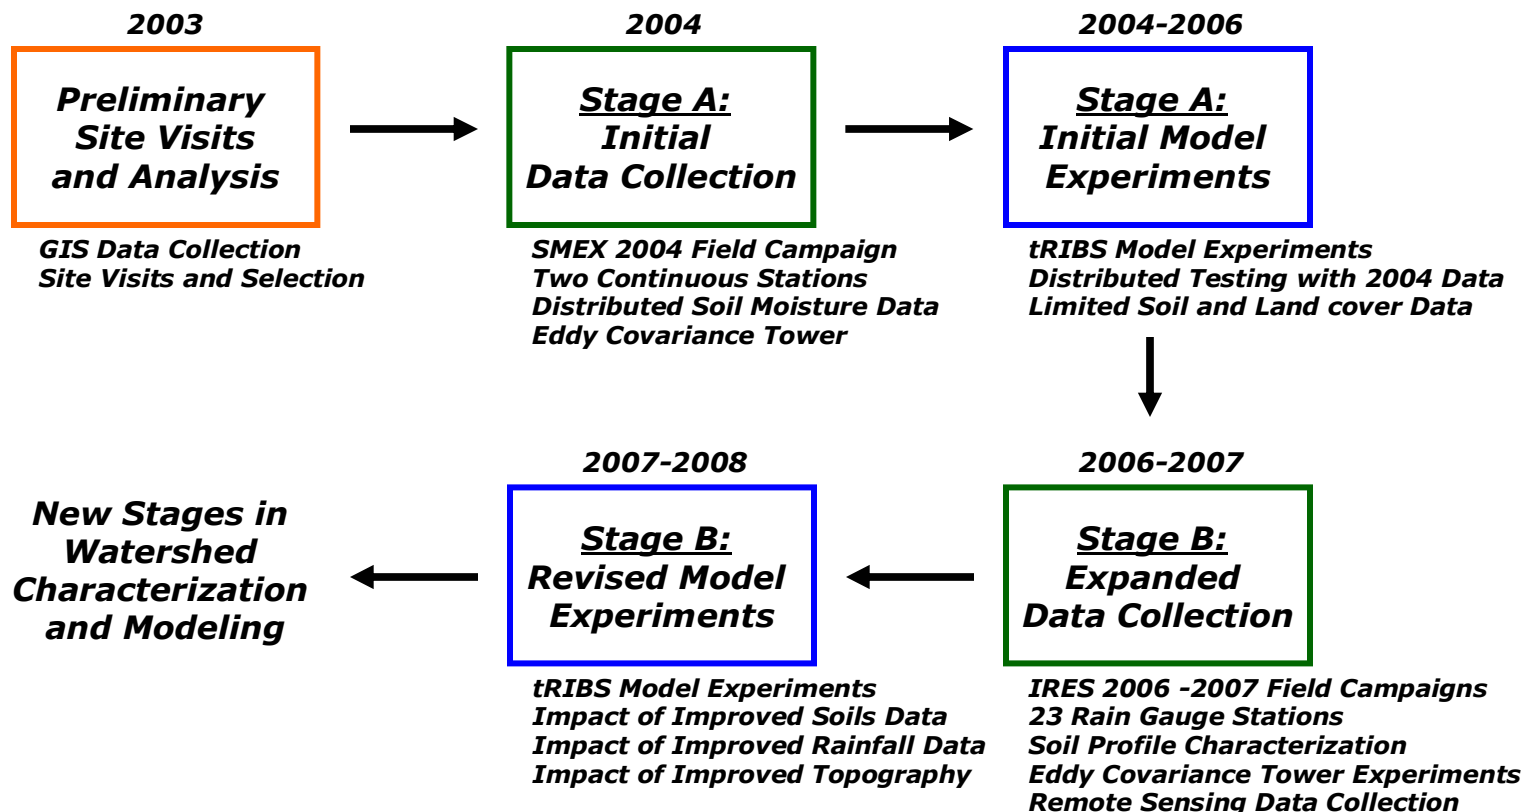 2003
Preliminary
Site Visits
and Analysis
GIS Data Collection
Site Visits and Selection
2004
Stage A:
Initial
Data Collection
SMEX 2004 Field Campaign
Two Continuous Stations
Distributed Soil Moisture Data
Eddy Covariance Tower
2004-2006
Stage A:
Initial Model
Experiments
tRIBS Model Experiments
Distributed Testing with 2004 Data
Limited Soil and Land cover Data
2006-2007
Stage B:
Expanded
Data Collection
IRES 2006 -2007 Field Campaigns
23 Rain Gauge Stations
Soil Profile Characterization
Eddy Covariance Tower Experiments
Remote Sensing Data Collection
2007-2008
Stage B:
Revised Model
Experiments
tRIBS Model Experiments
Impact of Improved Soils Data
Impact of Improved Rainfall Data
Impact of Improved Topography
New Stages in
Watershed
Characterization
and Modeling